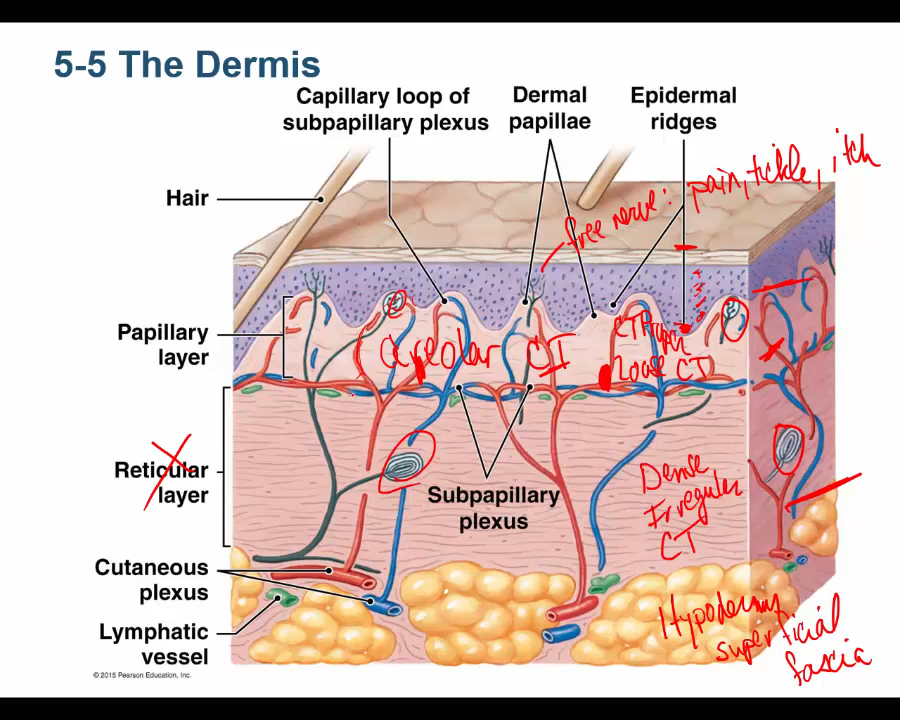 5-5 The Dermis
Capillary loop of
subpapillary plexus
Dermal
papillae
Epidermal
ridges
Hair
free nerve: pain, tickle, itch
Papillary
layer
areolar CT
CT Proper
Loose CT
Reticular
layer
Subpapillary
plexus
Dense
Irregular
CT
Cutaneous
plexus
Lymphatic
vessel
Hypodermis
superficial
fascia
© 2015 Pearson Education, Inc.